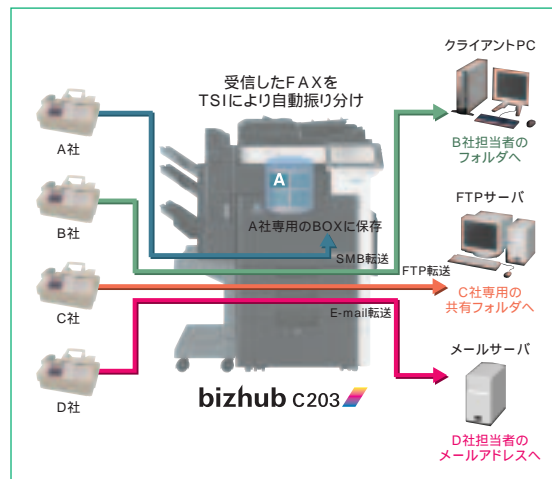 受信したFAXを
TSIにより自動振り分け
A社
B社
C社
D社
A
A社専用のBOXに保存
SMB転送
FTP転送
E-mail転送
bizhub C203
クライアントPC
B社担当者の
フォルダへ
FTPサーバ
C社専用の
共有フォルダへ
メールサーバ
D社担当者の
メールアドレスへ